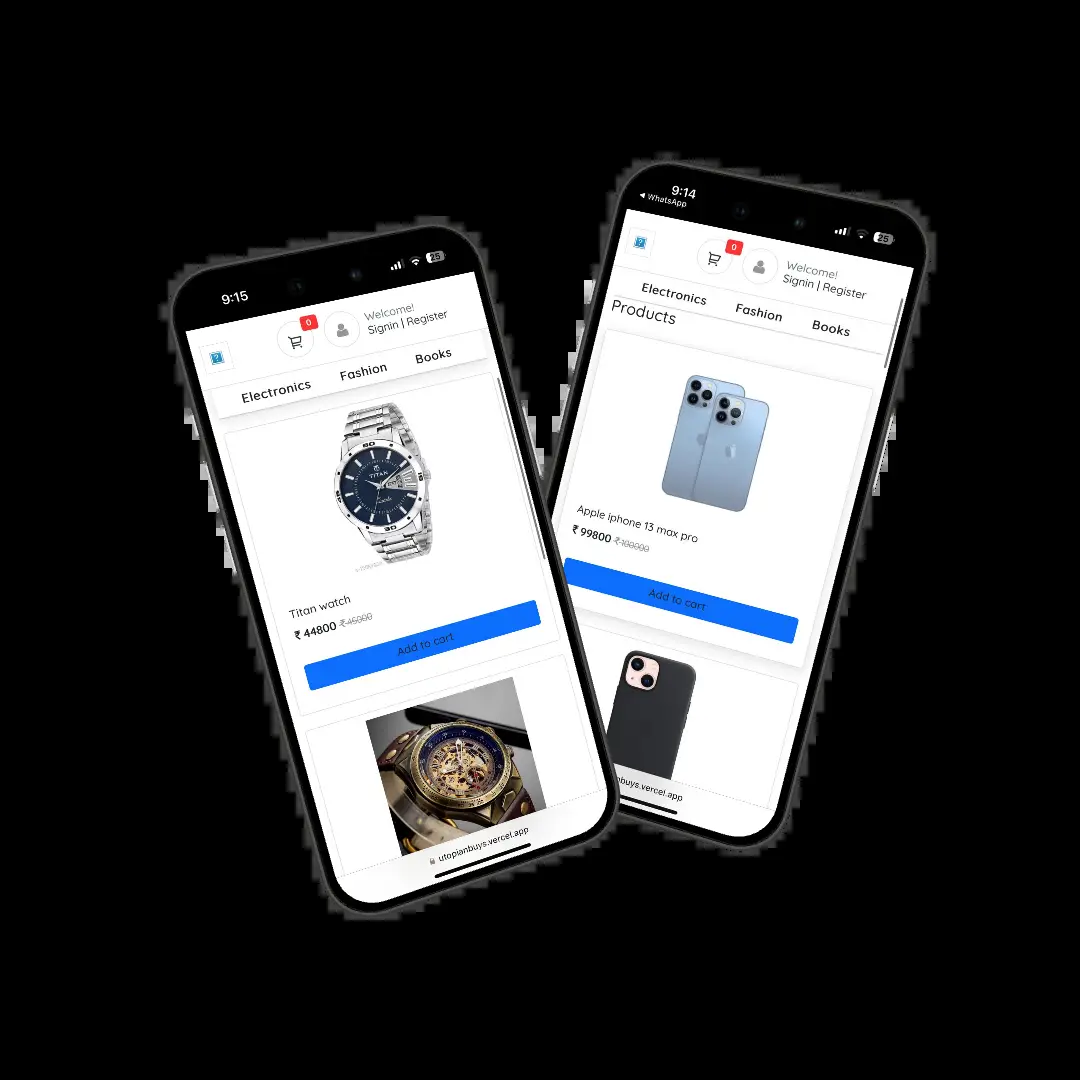 9:15
25
0
Welcome!
Signin | Register
Electronics
Fashion
Books
TITAN
Titan watch
₹ 44800 ₹45000
Add to cart
utopianbuys.vercel.app
9:14
◀ WhatsApp
25
0
Welcome!
Signin | Register
Electronics
Fashion
Books
Products
Apple iphone 13 max pro
₹ 99800 ₹100000
Add to cart
nbuys.vercel.app